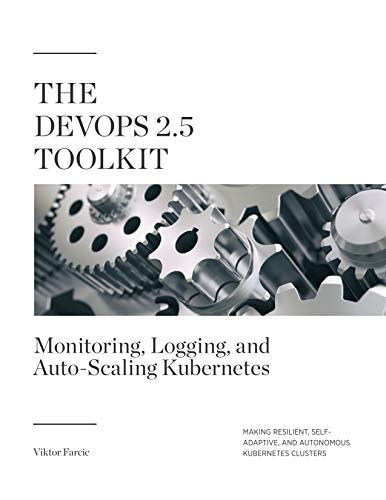 THE
DEVOPS 2.5
TOOLKIT
Monitoring, Logging, and
Auto-Scaling Kubernetes
MAKING RESILIENT, SELF-
ADAPTIVE, AND AUTONOMOUS
KUBERNETES CLUSTERS
Viktor Farcic